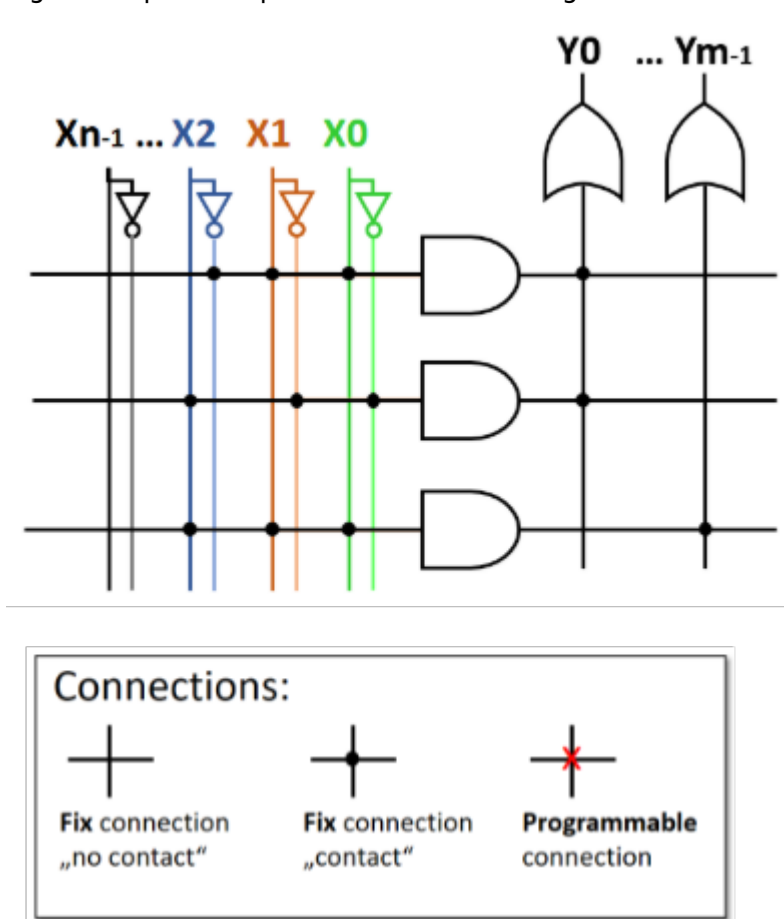 Y0 ... Ym-1
Xn-1 ... X2 X1 X0
Connections:
Fix connection „no contact“
Fix connection „contact“
Programmable connection